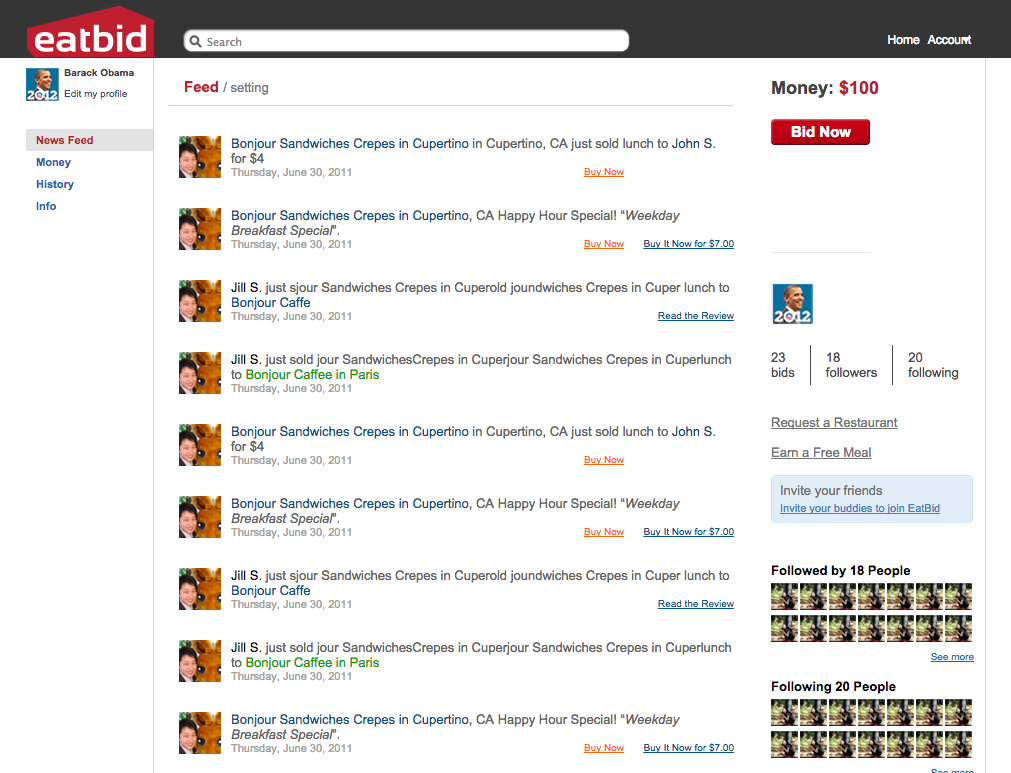 eatbid
Search
Home Account
Barack Obama
Edit my profile
2012
News Feed
Money
History
Info
Feed / setting
Bonjour Sandwiches Crepes in Cupertino in Cupertino, CA just sold lunch to John S.
for $4
Thursday, June 30, 2011
Buy Now
Bonjour Sandwiches Crepes in Cupertino, CA Happy Hour Special! “Weekday
Breakfast Special”.
Thursday, June 30, 2011
Buy Now Buy It Now for $7.00
Jill S. just sjour Sandwiches Crepes in Cuperold joundwiches Crepes in Cuper lunch to
Bonjour Caffe
Thursday, June 30, 2011
Read the Review
Jill S. just sold jour SandwichesCrepes in Cuperjour Sandwiches Crepes in Cuperlunch
to Bonjour Caffee in Paris
Thursday, June 30, 2011
Bonjour Sandwiches Crepes in Cupertino in Cupertino, CA just sold lunch to John S.
for $4
Thursday, June 30, 2011
Buy Now
Bonjour Sandwiches Crepes in Cupertino, CA Happy Hour Special! “Weekday
Breakfast Special”.
Thursday, June 30, 2011
Buy Now Buy It Now for $7.00
Jill S. just sjour Sandwiches Crepes in Cuperold joundwiches Crepes in Cuper lunch to
Bonjour Caffe
Thursday, June 30, 2011
Read the Review
Jill S. just sold jour SandwichesCrepes in Cuperjour Sandwiches Crepes in Cuperlunch
to Bonjour Caffee in Paris
Thursday, June 30, 2011
Bonjour Sandwiches Crepes in Cupertino, CA Happy Hour Special! “Weekday
Breakfast Special”.
Thursday, June 30, 2011
Buy Now Buy It Now for $7.00
Money: $100
Bid Now
2012
23 18 20
bids followers following
Request a Restaurant
Earn a Free Meal
Invite your friends
Invite your buddies to join EatBid
Followed by 18 People
See more
Following 20 People
See more